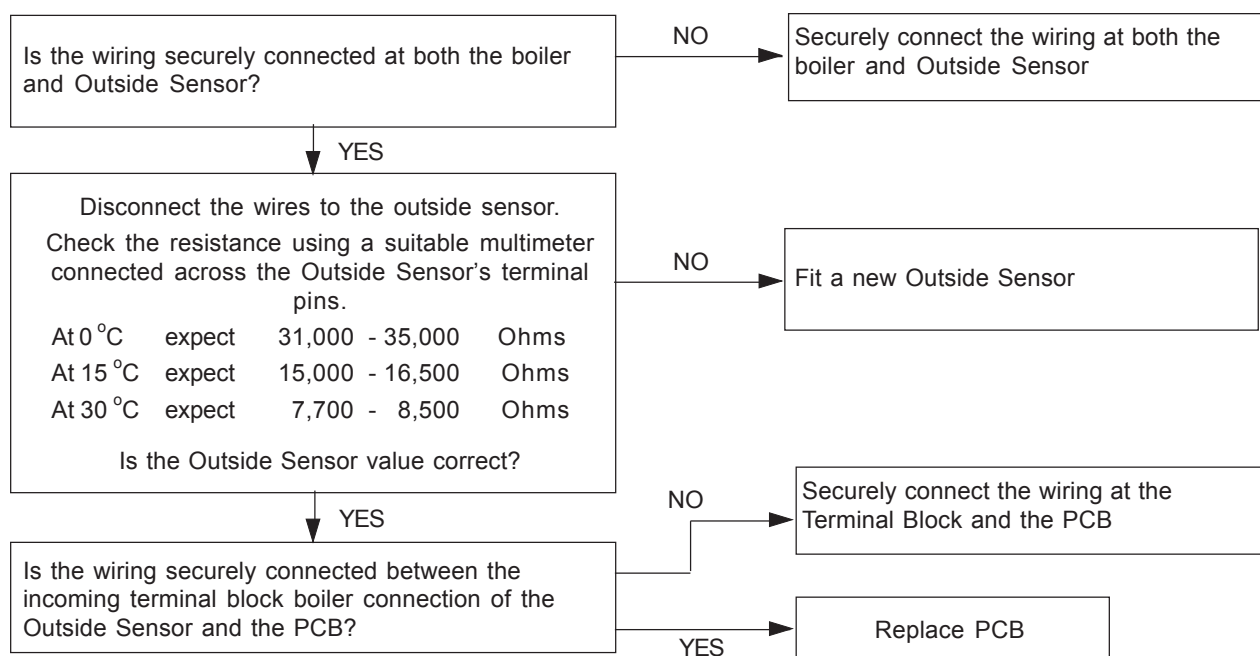 Is the wiring securely connected at both the boiler
and Outside Sensor?
NO
Securely connect the wiring at both the
boiler and Outside Sensor
YES
Disconnect the wires to the outside sensor.
Check the resistance using a suitable multimeter
connected across the Outside Sensor's terminal
pins.
At 0 °C expect 31,000 - 35,000 Ohms
At 15 °C expect 15,000 - 16,500 Ohms
At 30 °C expect 7,700 - 8,500 Ohms
Is the Outside Sensor value correct?
NO
Fit a new Outside Sensor
YES
Is the wiring securely connected between the
incoming terminal block boiler connection of the
Outside Sensor and the PCB?
NO
Securely connect the wiring at the
Terminal Block and the PCB
YES
Replace PCB